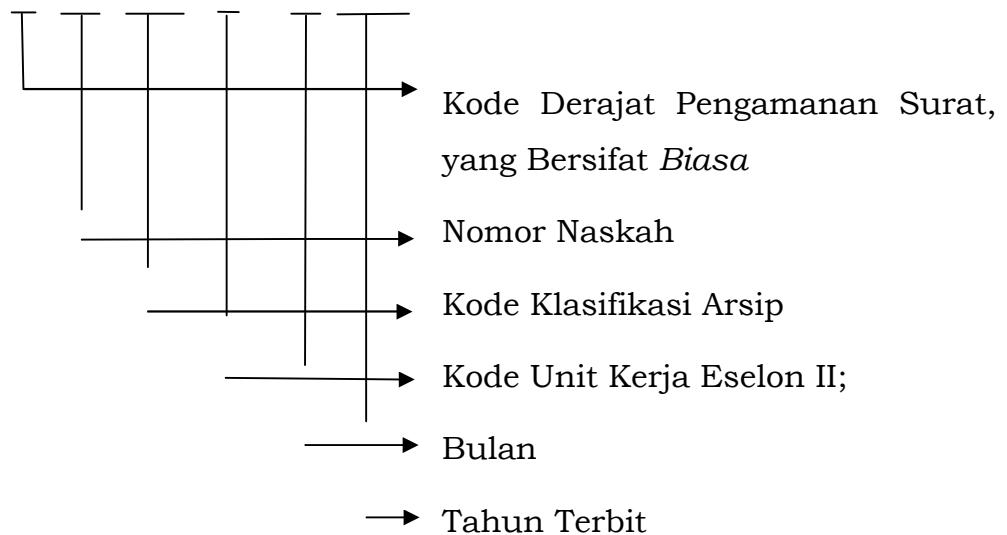 Kode Derajat Pengamanan Surat,
yang Bersifat Biasa
Nomor Naskah
Kode Klasifikasi Arsip
Kode Unit Kerja Eselon II;
Bulan
Tahun Terbit